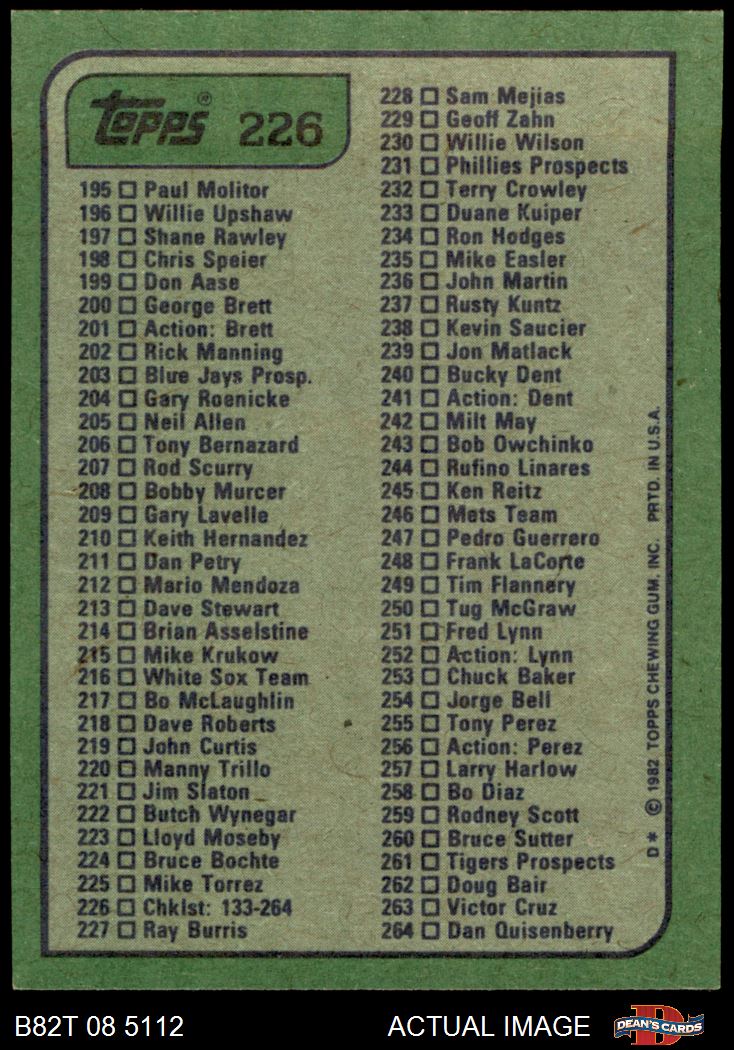 topps® 226
195 □ Paul Molitor
196 □ Willie Upshaw
197 □ Shane Rawley
198 □ Chris Speier
199 □ Don Aase
200 □ George Brett
201 □ Action: Brett
202 □ Rick Manning
203 □ Blue Jays Prosp.
204 □ Gary Roenicke
205 □ Neil Allen
206 □ Tony Bernazard
207 □ Rod Scurry
208 □ Bobby Murcer
209 □ Gary Lavelle
210 □ Keith Hernandez
211 □ Dan Petry
212 □ Mario Mendoza
213 □ Dave Stewart
214 □ Brian Asselstine
215 □ Mike Krukow
216 □ White Sox Team
217 □ Bo McLaughlin
218 □ Dave Roberts
219 □ John Curtis
220 □ Manny Trillo
221 □ Jim Slaton
222 □ Butch Wynegar
223 □ Lloyd Moseby
224 □ Bruce Bochte
225 □ Mike Torrez
226 □ Chklst: 133-264
227 □ Ray Burris
228 □ Sam Mejias
229 □ Geoff Zahn
230 □ Willie Wilson
231 □ Phillies Prospects
232 □ Terry Crowley
233 □ Duane Kuiper
234 □ Ron Hodges
235 □ Mike Easler
236 □ John Martin
237 □ Rusty Kuntz
238 □ Kevin Saucier
239 □ Jon Matlack
240 □ Bucky Dent
241 □ Action: Dent
242 □ Milt May
243 □ Bob Owchinko
244 □ Rufino Linares
245 □ Ken Reitz
246 □ Mets Team
247 □ Pedro Guerrero
248 □ Frank LaCorte
249 □ Tim Flannery
250 □ Tug McGraw
251 □ Fred Lynn
252 □ Action: Lynn
253 □ Chuck Baker
254 □ Jorge Bell
255 □ Tony Perez
256 □ Action: Perez
257 □ Larry Harlow
258 □ Bo Diaz
259 □ Rodney Scott
260 □ Bruce Sutter
261 □ Tigers Prospects
262 □ Doug Bair
263 □ Victor Cruz
264 □ Dan Quisenberry
D* © 1982 TOPPS CHEWING GUM, INC. PRTD. IN U.S.A.
B82T 08 5112 ACTUAL IMAGE
D
DEAN'S CARDS